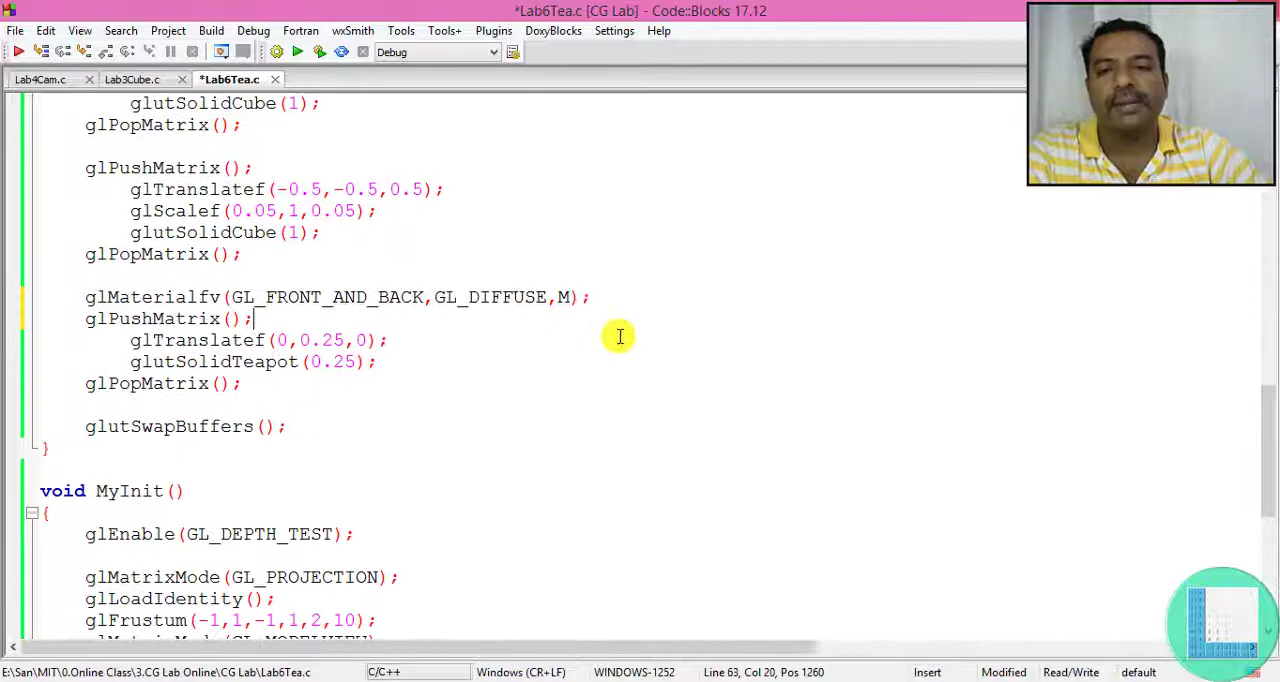 *Lab6Tea.c [CG Lab] - Code::Blocks 17.12
File Edit View Search Project Build Debug Fortran wxSmith Tools Tools+ Plugins DoxyBlocks Settings Help
Debug
Lab4Cam.c Lab3Cube.c *Lab6Tea.c
glutSolidCube(1);
glPopMatrix();
glPushMatrix();
glTranslatef(-0.5,-0.5,0.5);
glScalef(0.05,1,0.05);
glutSolidCube(1);
glPopMatrix();
glMaterialfv(GL_FRONT_AND_BACK,GL_DIFFUSE,M);
glPushMatrix();
glTranslatef(0,0.25,0);
glutSolidTeapot(0.25);
glPopMatrix();
glutSwapBuffers();
}
void MyInit()
{
glEnable(GL_DEPTH_TEST);
glMatrixMode(GL_PROJECTION);
glLoadIdentity();
glFrustum(-1,1,-1,1,2,10);
glMatrixMode(GL_MODELVIEW)
E:\San\MIT\0.Online Class\3.CG Lab Online\CG Lab\Lab6Tea.c C/C++ Windows (CR+LF) WINDOWS-1252 Line 63, Col 20, Pos 1260 Insert Modified Read/Write default